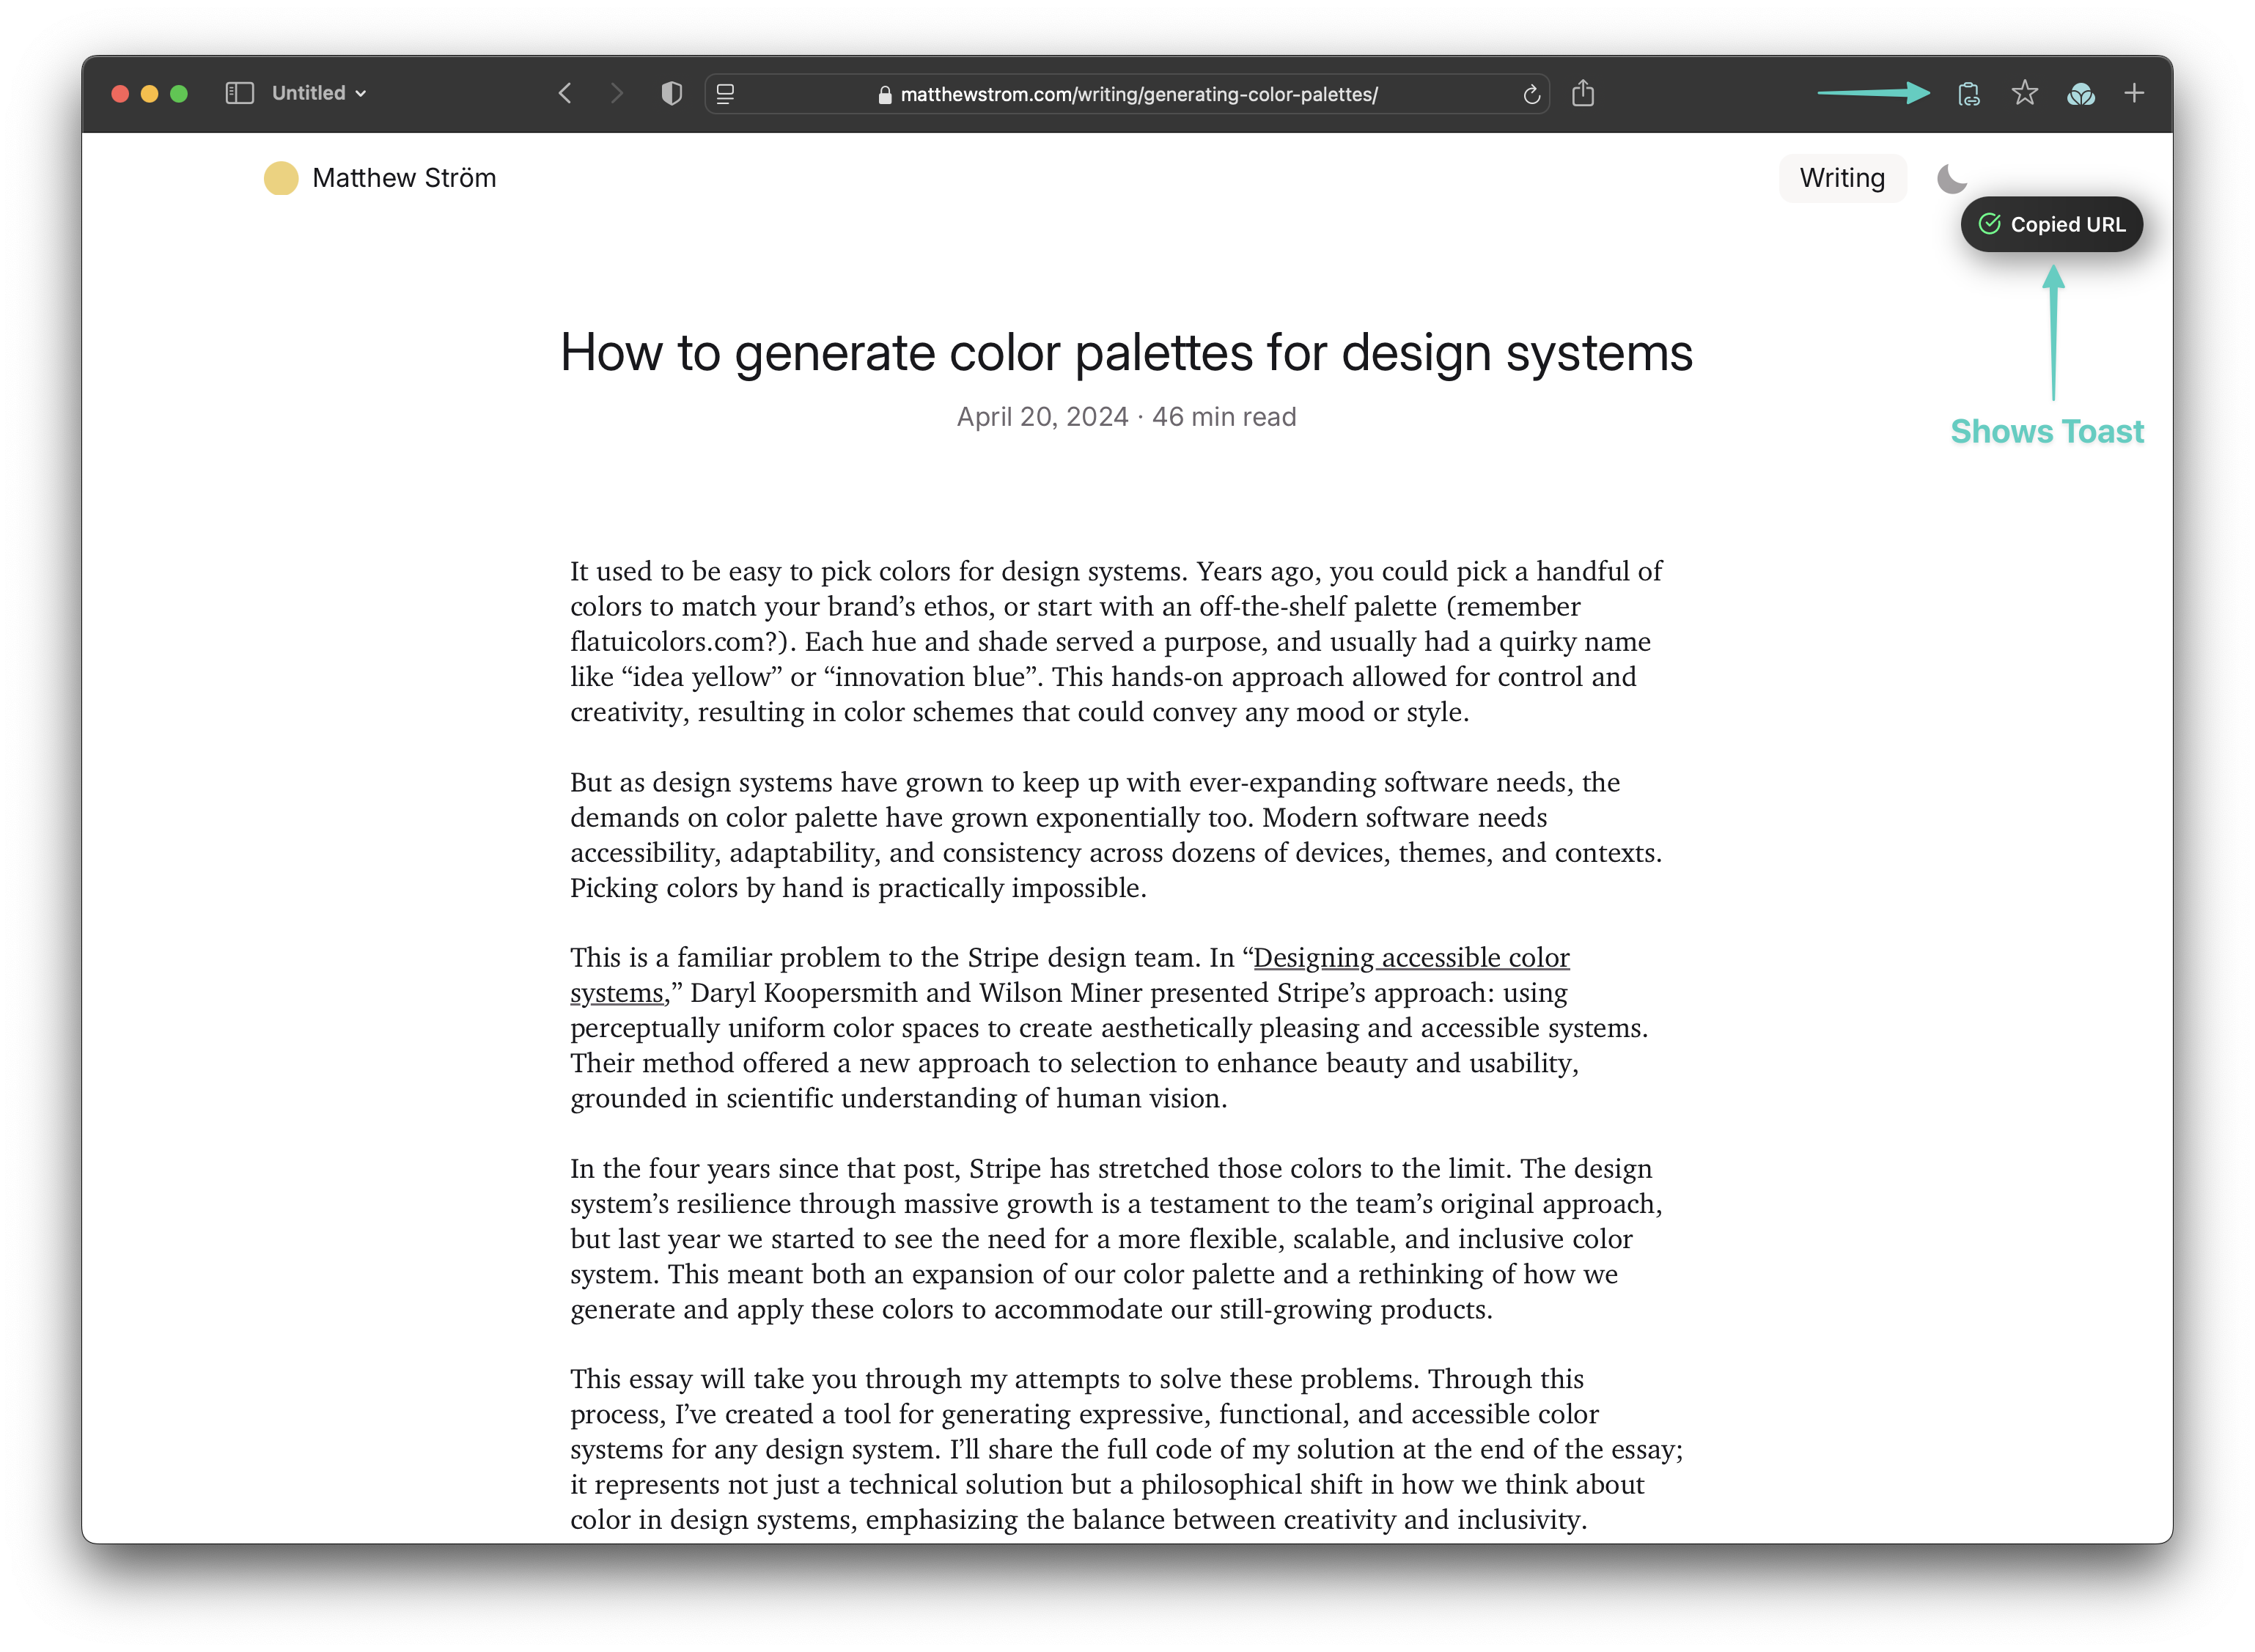 Untitled
matthewstrom.com/writing/generating-color-palettes/
Matthew Ström
Writing
Copied URL
Shows Toast
How to generate color palettes for design systems
April 20, 2024 · 46 min read
It used to be easy to pick colors for design systems. Years ago, you could pick a handful of
colors to match your brand’s ethos, or start with an off-the-shelf palette (remember
flatuicolors.com?). Each hue and shade served a purpose, and usually had a quirky name
like “idea yellow” or “innovation blue”. This hands-on approach allowed for control and
creativity, resulting in color schemes that could convey any mood or style.
But as design systems have grown to keep up with ever-expanding software needs, the
demands on color palette have grown exponentially too. Modern software needs
accessibility, adaptability, and consistency across dozens of devices, themes, and contexts.
Picking colors by hand is practically impossible.
This is a familiar problem to the Stripe design team. In “Designing accessible color
systems,” Daryl Koopersmith and Wilson Miner presented Stripe’s approach: using
perceptually uniform color spaces to create aesthetically pleasing and accessible systems.
Their method offered a new approach to selection to enhance beauty and usability,
grounded in scientific understanding of human vision.
In the four years since that post, Stripe has stretched those colors to the limit. The design
system’s resilience through massive growth is a testament to the team’s original approach,
but last year we started to see the need for a more flexible, scalable, and inclusive color
system. This meant both an expansion of our color palette and a rethinking of how we
generate and apply these colors to accommodate our still-growing products.
This essay will take you through my attempts to solve these problems. Through this
process, I’ve created a tool for generating expressive, functional, and accessible color
systems for any design system. I’ll share the full code of my solution at the end of the essay;
it represents not just a technical solution but a philosophical shift in how we think about
color in design systems, emphasizing the balance between creativity and inclusivity.